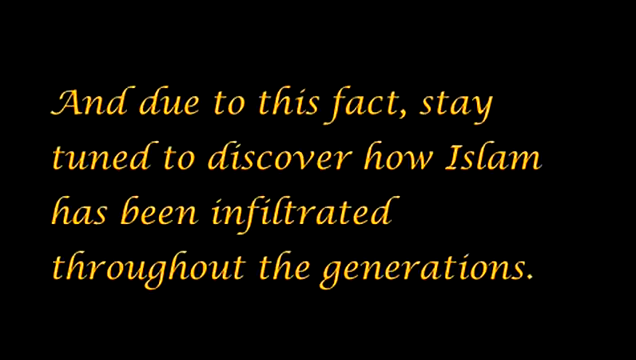 And due to this fact, stay
tuned to discover how Islam
has been infiltrated
throughout the generations.